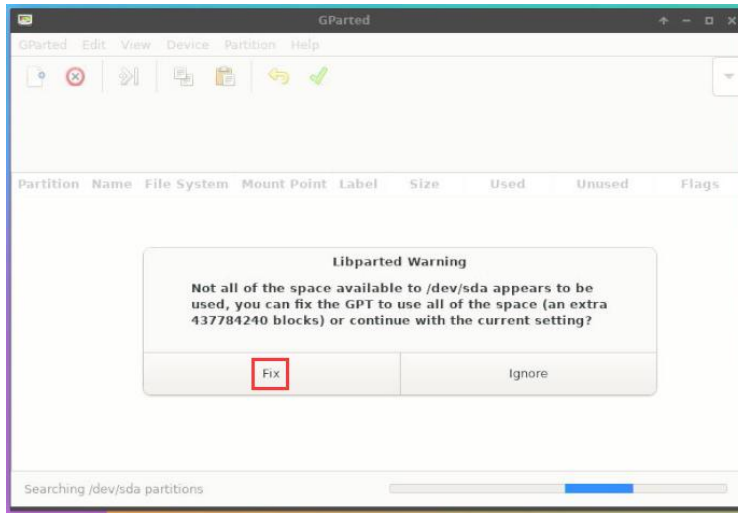 GParted
GParted Edit View Device Partition Help
Partition Name File System Mount Point Label Size Used Unused Flags
Libparted Warning
Not all of the space available to /dev/sda appears to be
used, you can fix the GPT to use all of the space (an extra
437784240 blocks) or continue with the current setting?
Fix Ignore
Searching /dev/sda partitions